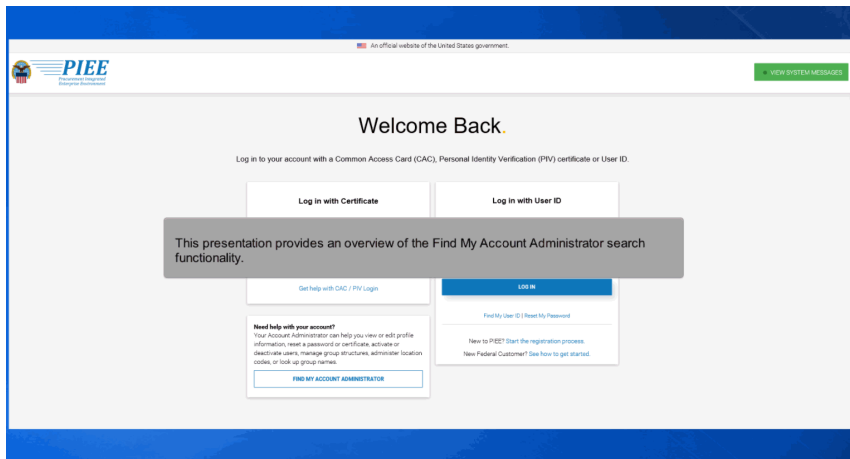 An official website of the United States government.
PIEE
Procurement Integrated
Enterprise Environment
VIEW SYSTEM MESSAGES
Welcome Back.
Log in to your account with a Common Access Card (CAC), Personal Identity Verification (PIV) certificate or User ID.
Log in with Certificate
Log in with User ID
This presentation provides an overview of the Find My Account Administrator search
functionality.
Get help with CAC / PIV Login
LOG IN
Find My User ID | Reset My Password
Need help with your account?
Your Account Administrator can help you view or edit profile
information, reset a password or certificate, activate or
deactivate users, manage group structures, administer location
codes, or look up group names.
FIND MY ACCOUNT ADMINISTRATOR
New to PIEE? Start the registration process.
New Federal Customer? See how to get started.